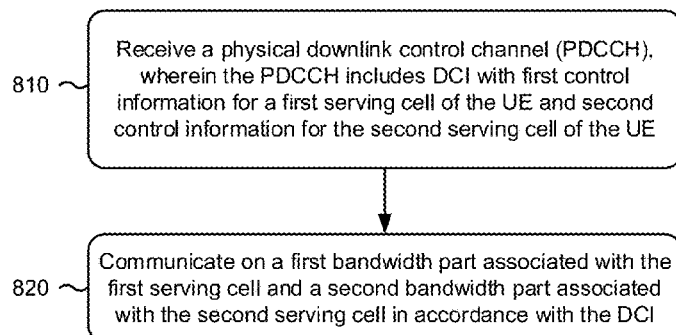 810
Receive a physical downlink control channel (PDCCH),
wherein the PDCCH includes DCI with first control
information for a first serving cell of the UE and second
control information for the second serving cell of the UE
820
Communicate on a first bandwidth part associated with the
first serving cell and a second bandwidth part associated
with the second serving cell in accordance with the DCI